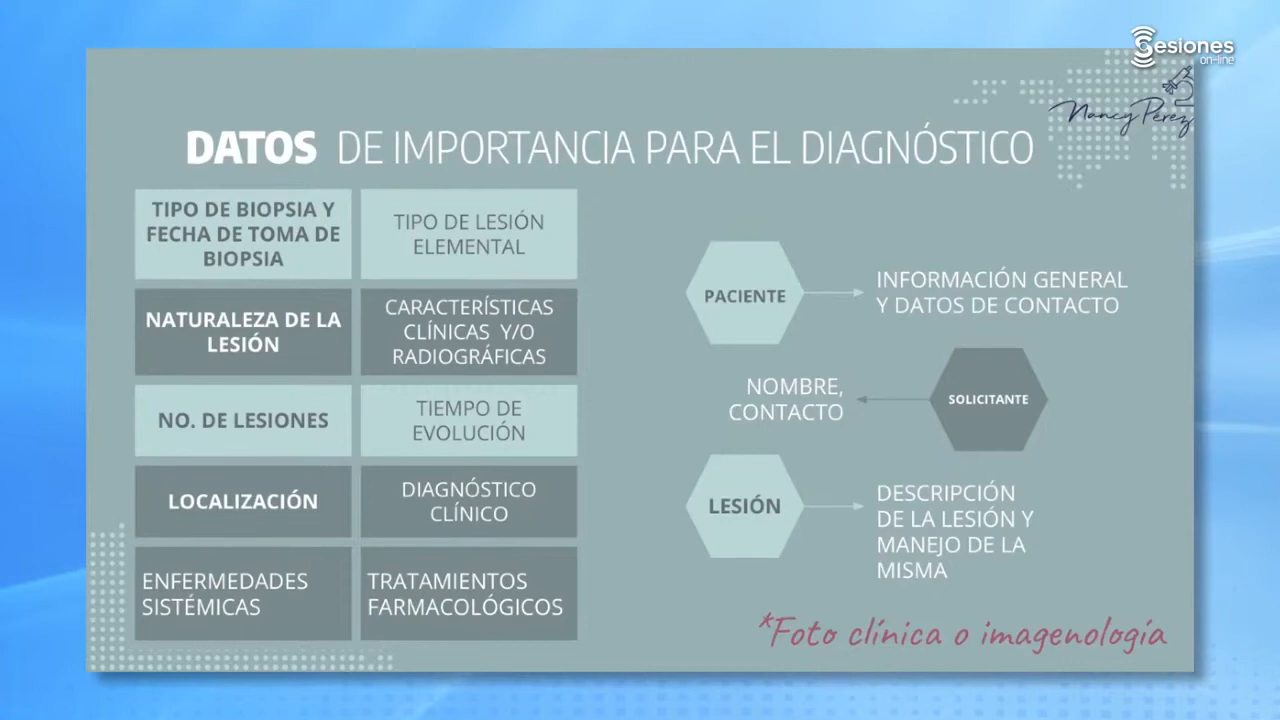 Sesiones
on-line
Nancy Pérez
DATOS DE IMPORTANCIA PARA EL DIAGNÓSTICO
TIPO DE BIOPSIA Y
FECHA DE TOMA DE
BIOPSIA
TIPO DE LESIÓN
ELEMENTAL
NATURALEZA DE LA
LESIÓN
CARACTERÍSTICAS
CLÍNICAS Y/O
RADIOGRÁFICAS
NO. DE LESIONES
TIEMPO DE
EVOLUCIÓN
LOCALIZACIÓN
DIAGNÓSTICO
CLÍNICO
ENFERMEDADES
SISTÉMICAS
TRATAMIENTOS
FARMACOLÓGICOS
PACIENTE
INFORMACIÓN GENERAL
Y DATOS DE CONTACTO
NOMBRE,
CONTACTO
SOLICITANTE
LESIÓN
DESCRIPCIÓN
DE LA LESIÓN Y
MANEJO DE LA
MISMA
*Foto clínica o imagenología